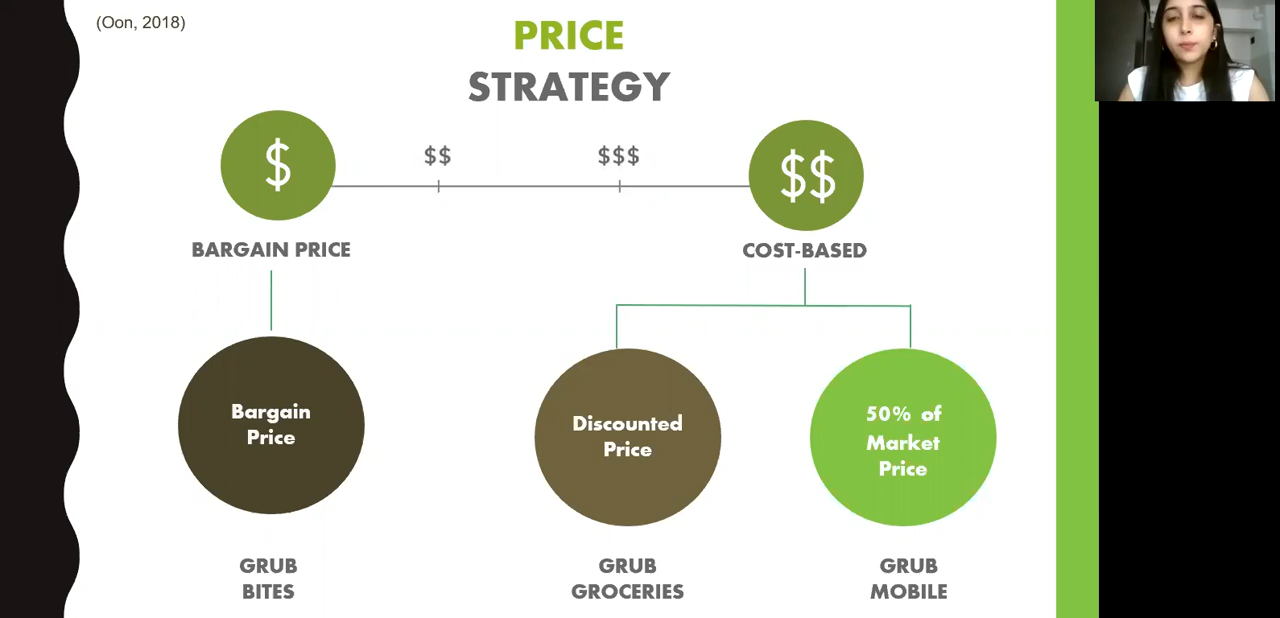 (Oon, 2018)
PRICE
STRATEGY
$
$$
$$$
$$
BARGAIN PRICE
COST-BASED
Bargain
Price
Discounted
Price
50% of
Market
Price
GRUB
BITES
GRUB
GROCERIES
GRUB
MOBILE